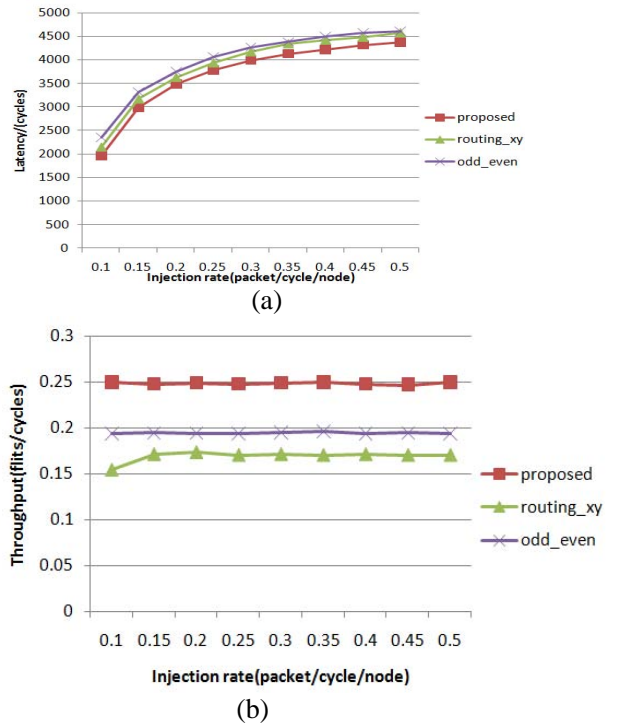 5000
4500
4000
3500
3000
2500
2000
1500
1000
500
0
Latency/(cycles)
0.1 0.15 0.2 0.25 0.3 0.35 0.4 0.45 0.5
Injection rate(packet/cycle/node)
proposed
routing_xy
odd_even
(a)
0.3
0.25
0.2
0.15
0.1
0.05
0
Throughput(flits/cycles)
0.1 0.15 0.2 0.25 0.3 0.35 0.4 0.45 0.5
Injection rate(packet/cycle/node)
proposed
routing_xy
odd_even
(b)